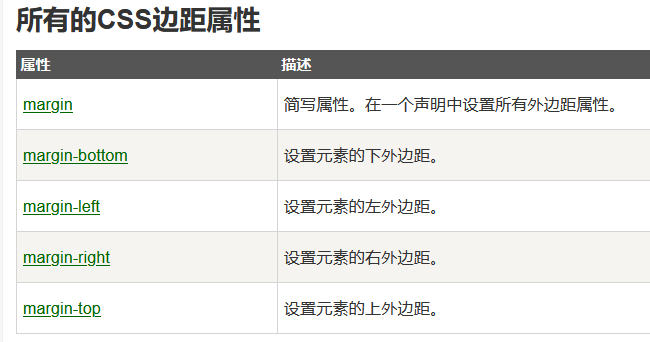 所有的CSS边距属性
属性 描述
margin 简写属性。在一个声明中设置所有外边距属性。
margin-bottom 设置元素的下外边距。
margin-left 设置元素的左外边距。
margin-right 设置元素的右外边距。
margin-top 设置元素的上外边距。